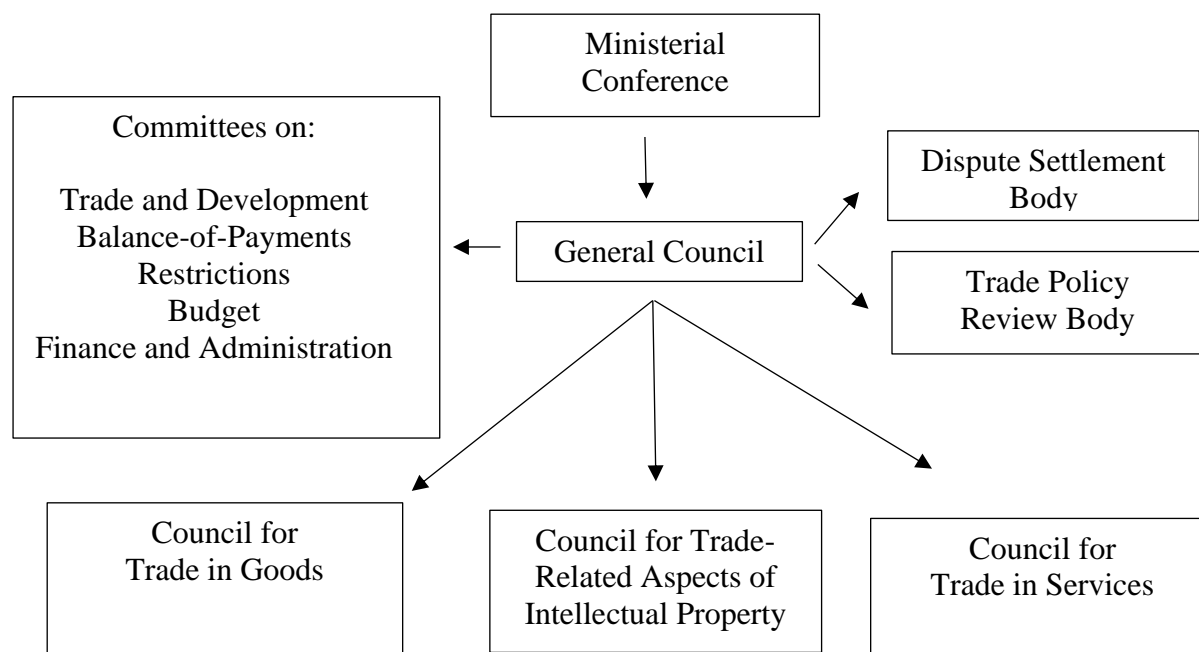 Ministerial
Conference
Committees on:
Trade and Development
Balance-of-Payments
Restrictions
Budget
Finance and Administration
General Council
Dispute Settlement
Body
Trade Policy
Review Body
Council for
Trade in Goods
Council for Trade-
Related Aspects of
Intellectual Property
Council for
Trade in Services